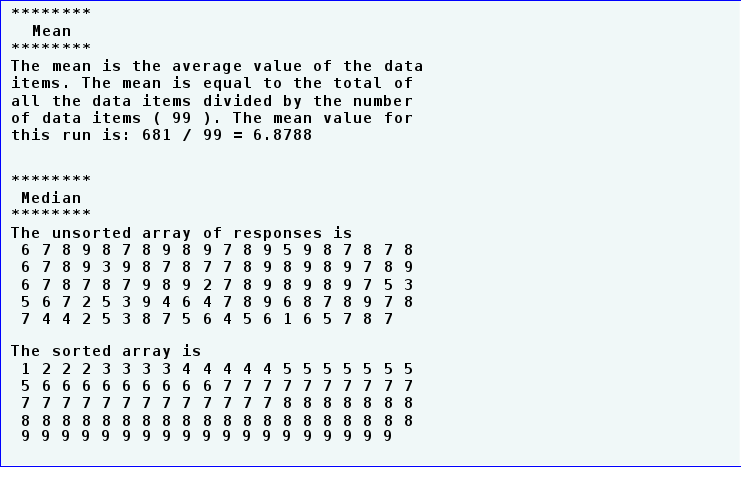 ********
Mean
********
The mean is the average value of the data
items. The mean is equal to the total of
all the data items divided by the number
of data items ( 99 ). The mean value for
this run is: 681 / 99 = 6.8788
********
Median
********
The unsorted array of responses is
6 7 8 9 8 7 8 9 8 9 7 8 9 5 9 8 7 8 7 8
6 7 8 9 3 9 8 7 8 7 7 8 9 8 9 8 9 7 8 9
6 7 8 7 8 7 9 8 9 2 7 8 9 8 9 8 9 7 5 3
5 6 7 2 5 3 9 4 6 4 7 8 9 6 8 7 8 9 7 8
7 4 4 2 5 3 8 7 5 6 4 5 6 1 6 5 7 8 7
The sorted array is
1 2 2 2 3 3 3 3 4 4 4 4 4 5 5 5 5 5 5 5
5 6 6 6 6 6 6 6 6 6 7 7 7 7 7 7 7 7 7 7
7 7 7 7 7 7 7 7 7 7 7 7 7 8 8 8 8 8 8 8
8 8 8 8 8 8 8 8 8 8 8 8 8 8 8 8 8 8 8 8
9 9 9 9 9 9 9 9 9 9 9 9 9 9 9 9 9 9 9